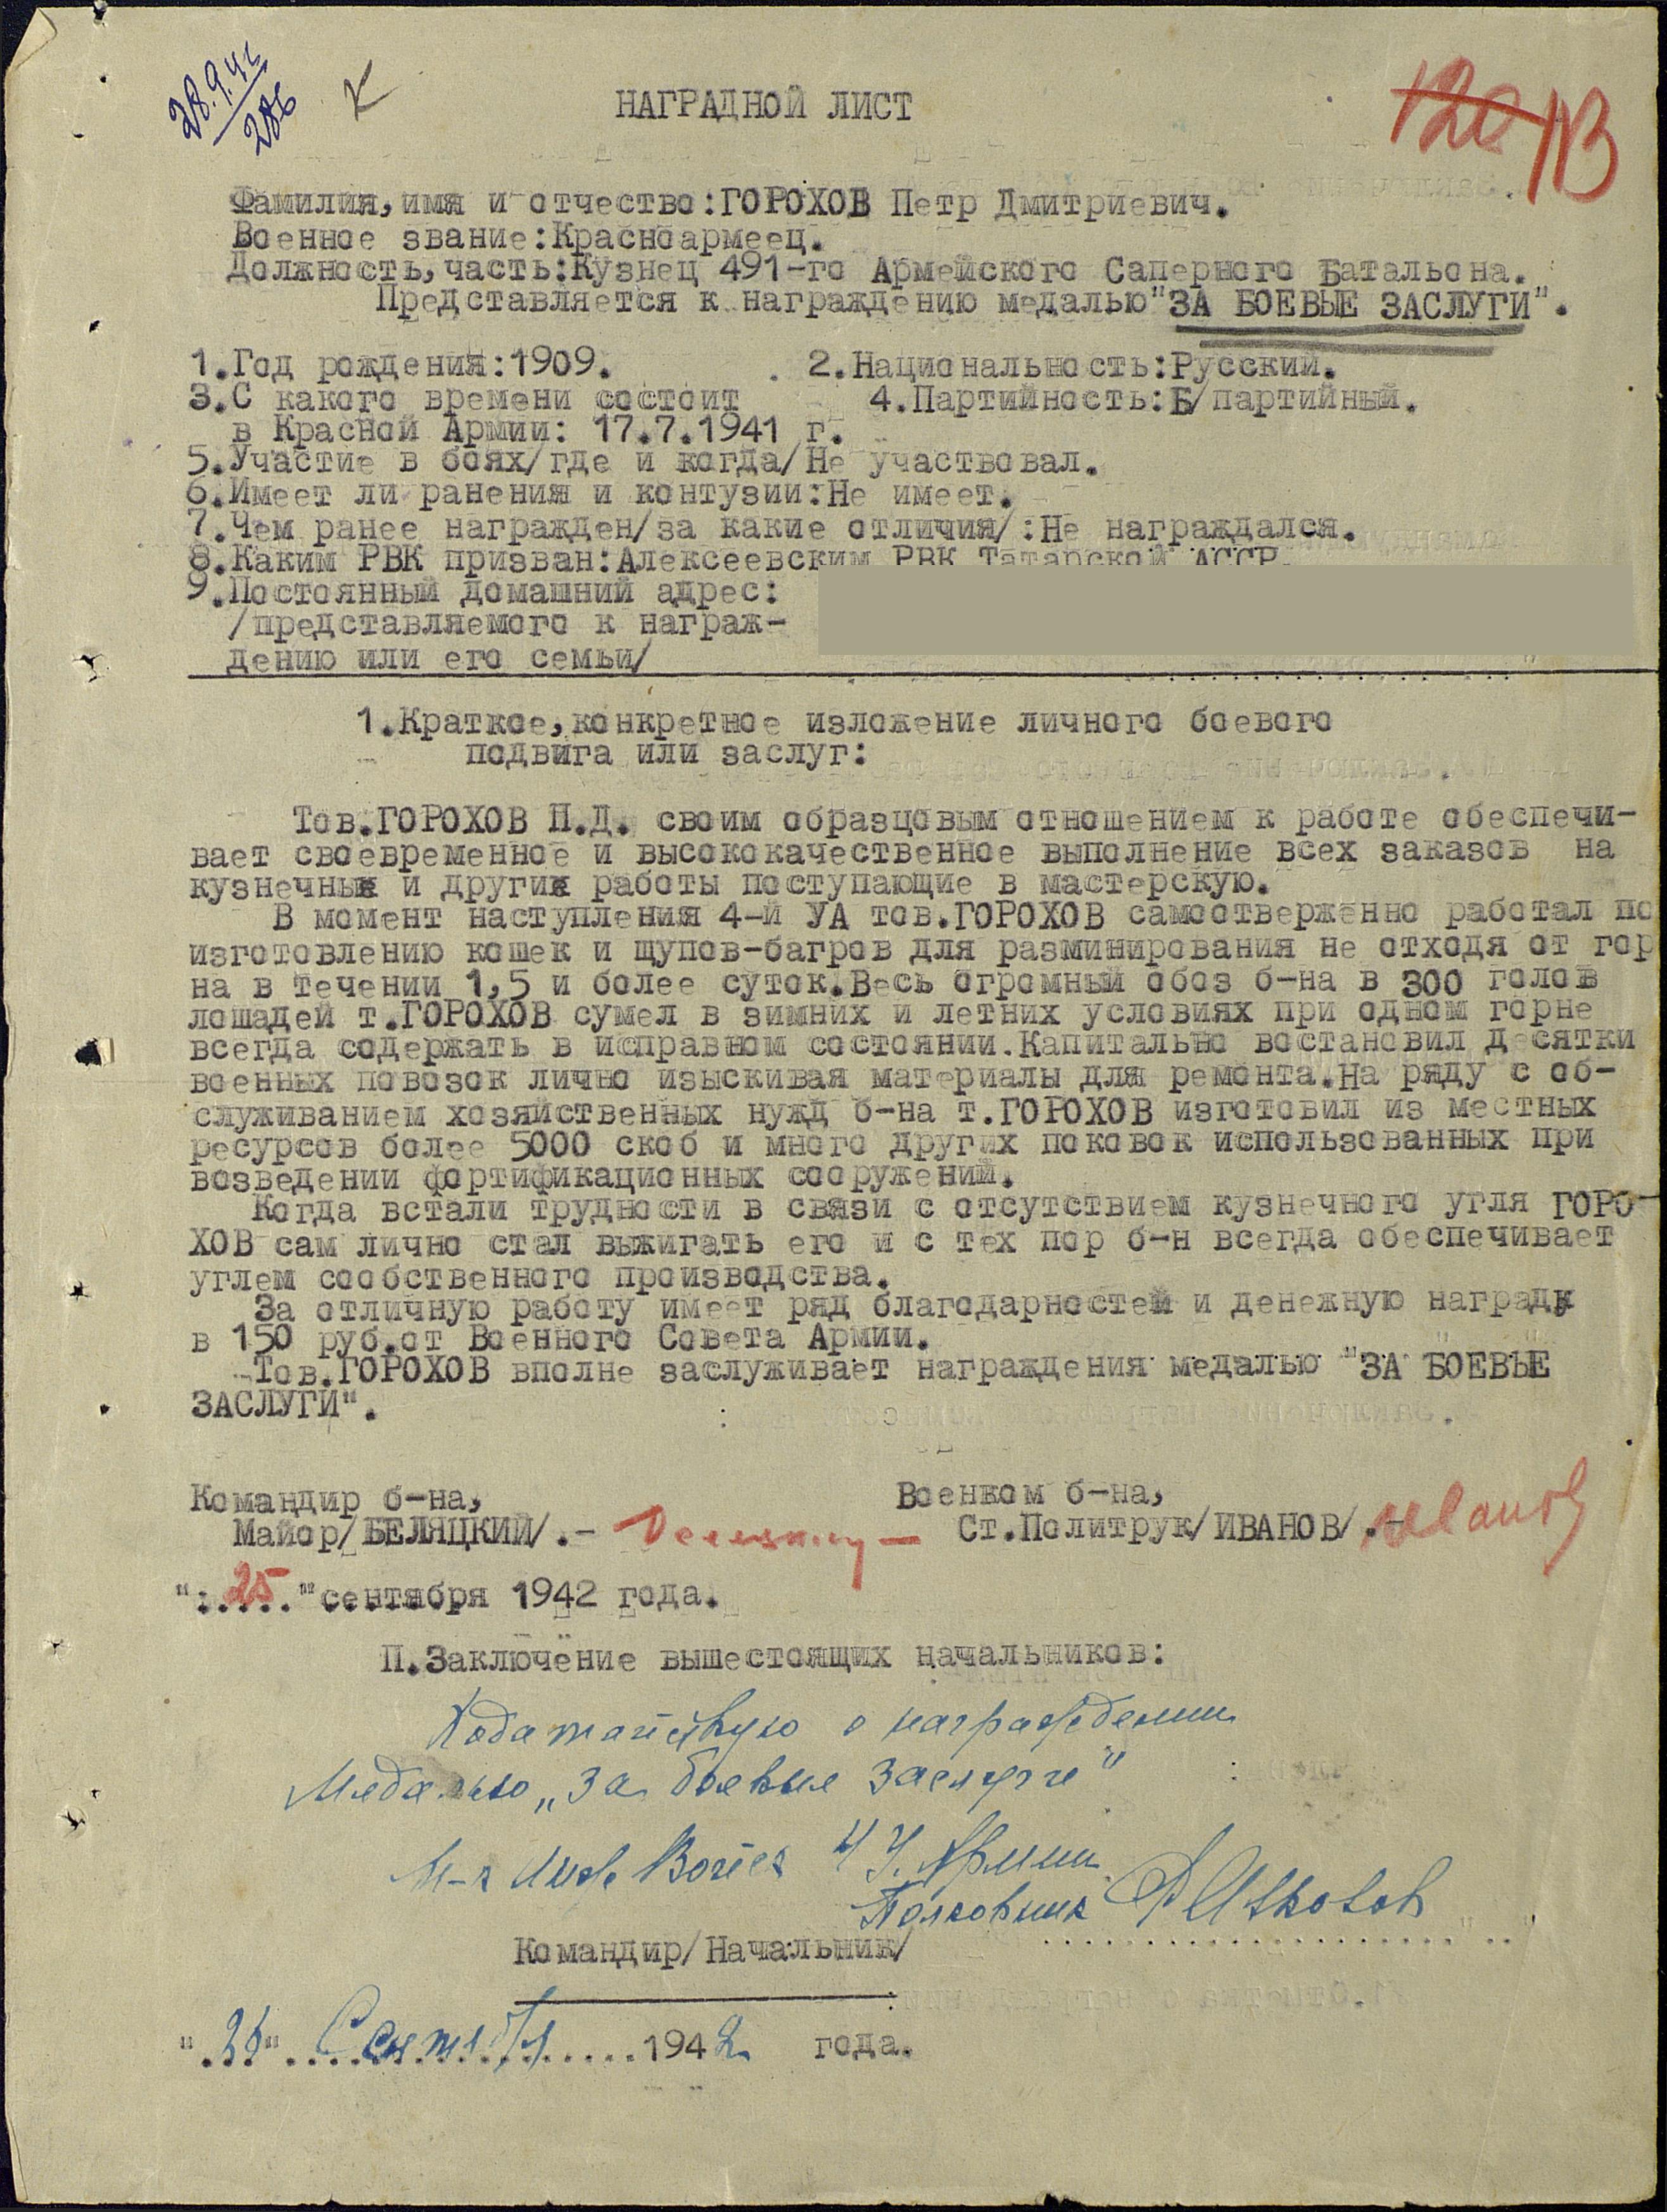 28.9.42
286
НАГРАДНОЙ ЛИСТ
120 113
Фамилия,имя и отчество:ГОРОХОВ Петр Дмитриевич.
Военное звание:Красноармеец.
Должность,часть:Кузнец 491-го Армейского Саперного Батальона.
Представляется к награждению медалью"ЗА БОЕВЫЕ ЗАСЛУГИ".
1.Год рождения:1909. 2.Национальность:Русский.
3.С какого времени состоит 4.Партийность:Б/партийный.
в Красной Армии: 17.7.1941 г.
5.Участие в боях/где и когда/Не участвовал.
6.Имеет ли ранения и контузии:Не имеет.
7.Чем ранее награжден/за какие отличия/:Не награждался.
8.Каким РВК призван:Алексеевским РВК Татарской АССР.
9.Постоянный домашний адрес:
/представляемого к награж-
дению или его семьи/
1.Краткое,конкретное изложение личного боевого
подвига или заслуг:
Тов.ГОРОХОВ П.Д. своим образцовым отношением к работе обеспечи-
вает своевременное и высококачественное выполнение всех заказов на
кузнечные и другие работы поступающие в мастерскую.
В момент наступления 4-й УА тов.ГОРОХОВ самоотверженно работал по
изготовлению кошек и щупов-багров для разминирования не отходя от гор
на в течении 1,5 и более суток.Весь огромный обоз б-на в 300 голов
лошадей т.ГОРОХОВ сумел в зимних и летних условиях при одном горне
всегда содержать в исправном состоянии.Капитально востановил десятки
военных повозок лично изыскивая материалы для ремонта.На ряду с об-
служиванием хозяйственных нужд б-на т.ГОРОХОВ изготовил из местных
ресурсов более 5000 скоб и много других поковок использованных при
возведении фортификационных сооружений.
Когда встали трудности в связи с отсутствием кузнечного угля ГОРО-
ХОВ сам лично стал выжигать его и с тех пор б-н всегда обеспечивает
углем сообственного производства.
За отличную работу имеет ряд благодарностей и денежную награду
в 150 руб.от Военного Совета Армии.
Тов.ГОРОХОВ вполне заслуживает награждения медалью "ЗА БОЕВЫЕ
ЗАСЛУГИ".
Командир б-на, Военком б-на,
Майор/БЕЛЯЦКИЙ/.- Ст.Политрук/ИВАНОВ/.- Иванов
":.25.."сентября 1942 года.
П.Заключение вышестоящих начальников:
Ходатайствую о награждении
Медалью „За боевые заслуги"
Н-к Инж Войск 4 У. Армии
Полковник
Командир/Начальник/
".26"....Сентября....1942 года.